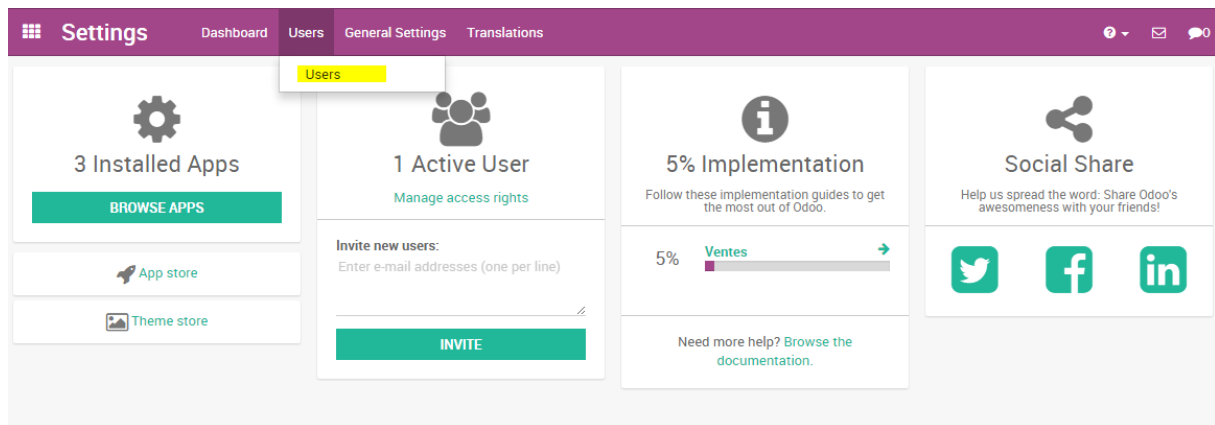 Settings Dashboard Users General Settings Translations 0
Users
3 Installed Apps
BROWSE APPS
App store
Theme store
1 Active User
Manage access rights
Invite new users:
Enter e-mail addresses (one per line)
INVITE
5% Implementation
Follow these implementation guides to get
the most out of Odoo.
5% Ventes
Need more help? Browse the
documentation.
Social Share
Help us spread the word: Share Odoo's
awesomeness with your friends!